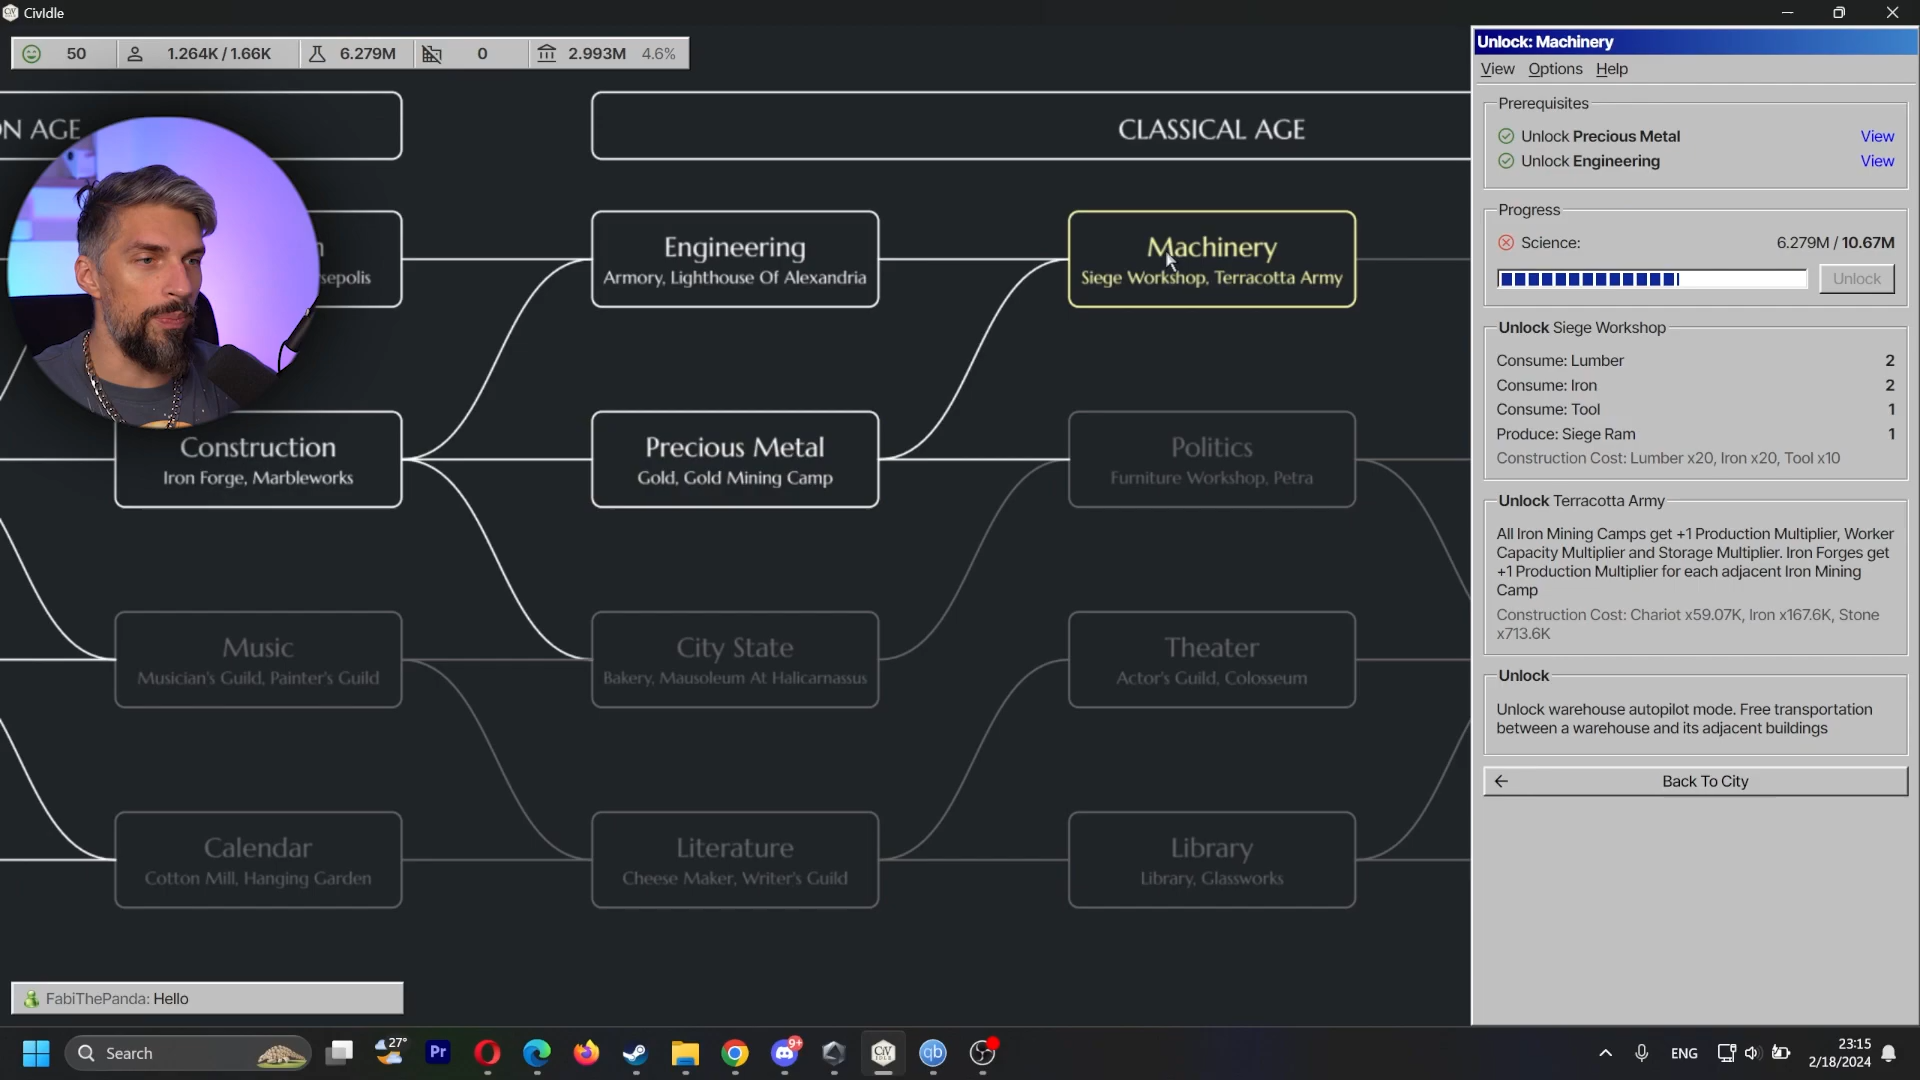 CivIdle
50
1.264K / 1.66K
6.279M
0
2.993M 4.6%
N AGE
CLASSICAL AGE
Engineering
Armory, Lighthouse Of Alexandria
Machinery
Siege Workshop, Terracotta Army
sepolis
Construction
Iron Forge, Marbleworks
Precious Metal
Gold, Gold Mining Camp
Politics
Furniture Workshop, Petra
Music
Musician's Guild, Painter's Guild
City State
Bakery, Mausoleum At Halicarnassus
Theater
Actor's Guild, Colosseum
Calendar
Cotton Mill, Hanging Garden
Literature
Cheese Maker, Writer's Guild
Library
Library, Glassworks
FabiThePanda: Hello
Unlock: Machinery
View Options Help
Prerequisites
Unlock Precious Metal View
Unlock Engineering View
Progress
Science: 6.279M / 10.67M
Unlock
Unlock Siege Workshop
Consume: Lumber 2
Consume: Iron 2
Consume: Tool 1
Produce: Siege Ram 1
Construction Cost: Lumber x20, Iron x20, Tool x10
Unlock Terracotta Army
All Iron Mining Camps get +1 Production Multiplier, Worker
Capacity Multiplier and Storage Multiplier. Iron Forges get
+1 Production Multiplier for each adjacent Iron Mining
Camp
Construction Cost: Chariot x59.07K, Iron x167.6K, Stone
x713.6K
Unlock
Unlock warehouse autopilot mode. Free transportation
between a warehouse and its adjacent buildings
Back To City
Search
27°
Pr
9+
CIV
IDLE
qb
ENG
23:15
2/18/2024